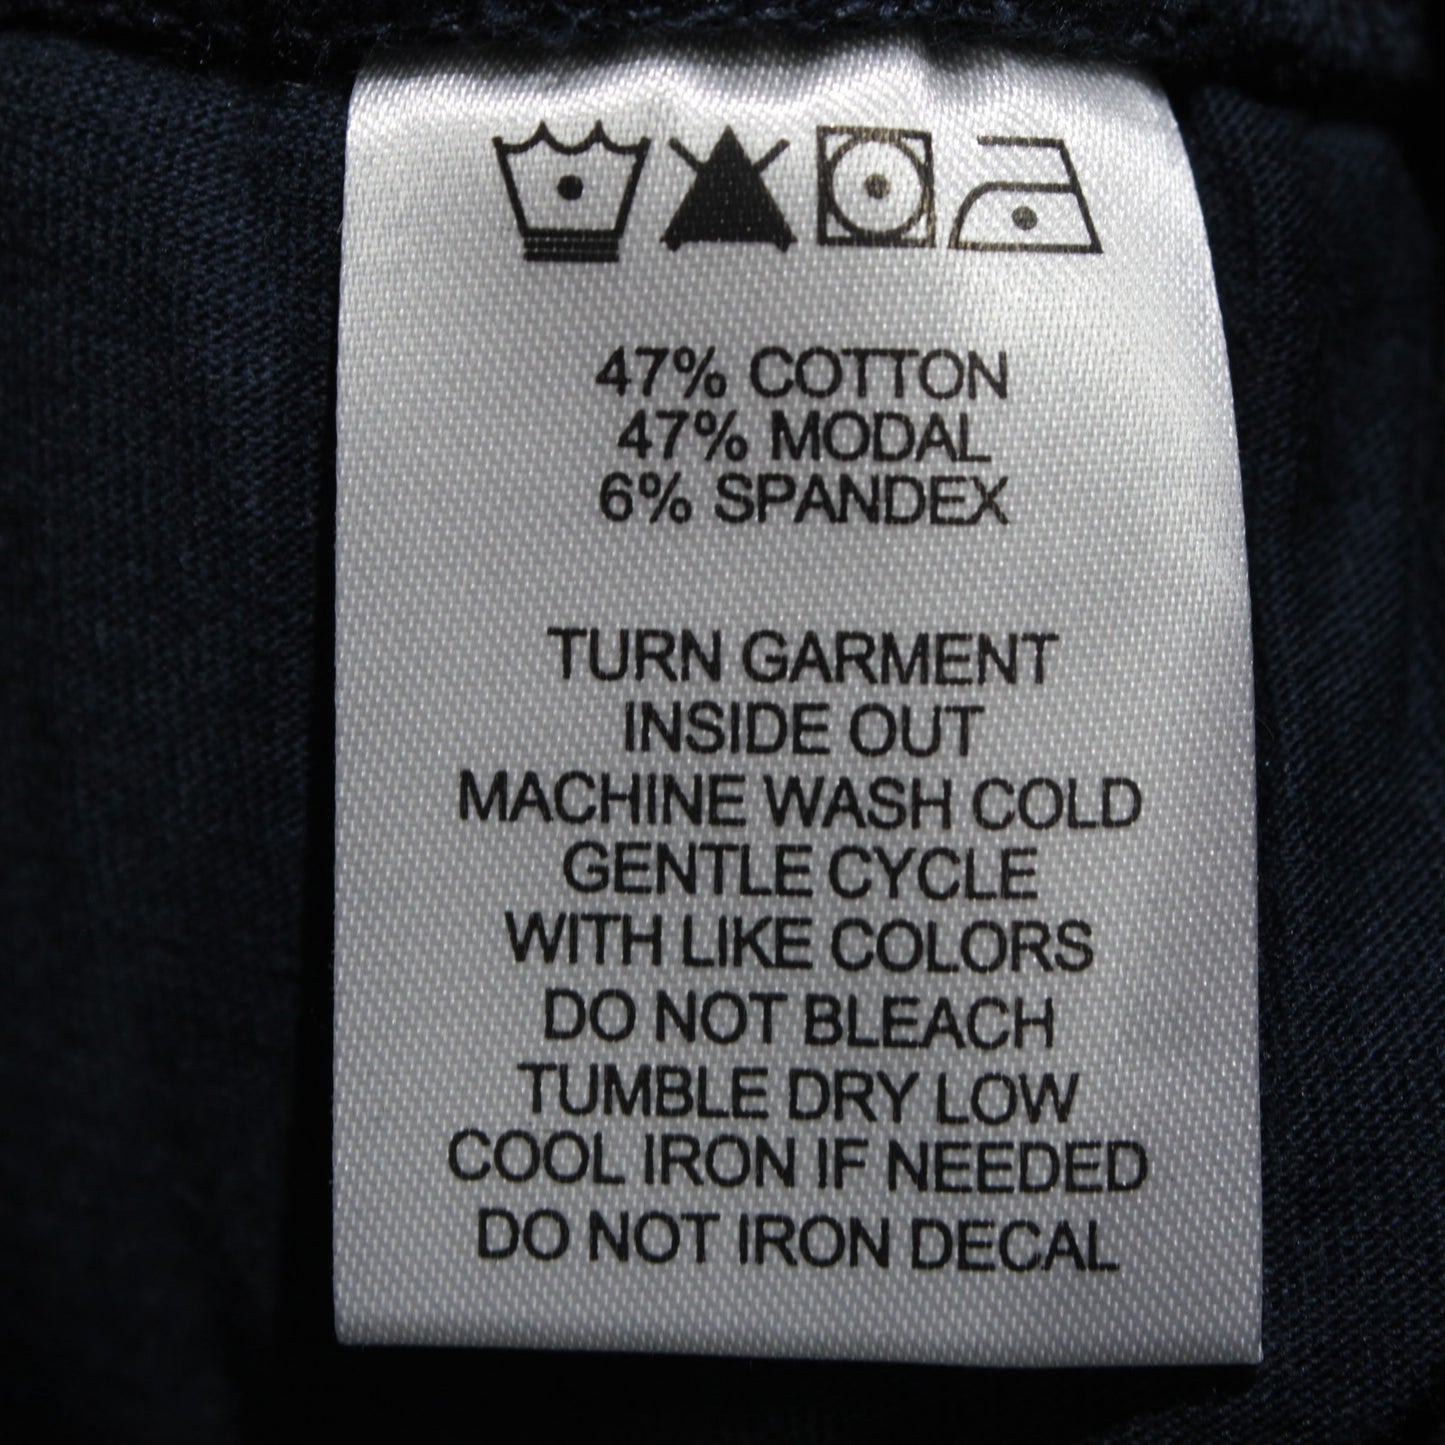 47% COTTON
47% MODAL
6% SPANDEX
TURN GARMENT
INSIDE OUT
MACHINE WASH COLD
GENTLE CYCLE
WITH LIKE COLORS
DO NOT BLEACH
TUMBLE DRY LOW
COOL IRON IF NEEDED
DO NOT IRON DECAL